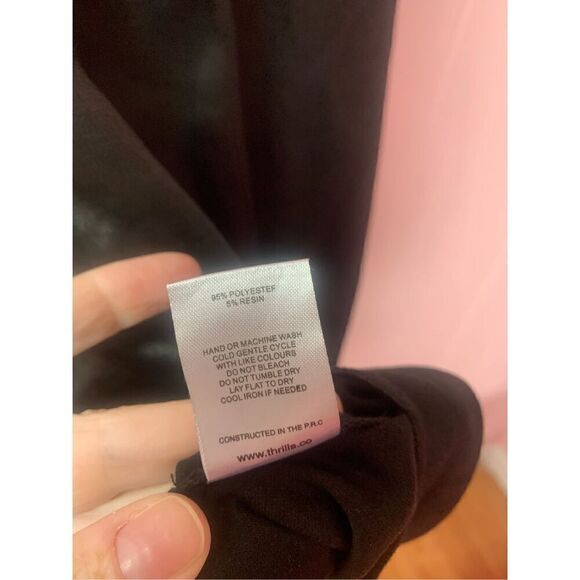 95% POLYESTER
5% RESIN
HAND OR MACHINE WASH
COLD GENTLE CYCLE
WITH LIKE COLOURS
DO NOT BLEACH
DO NOT TUMBLE DRY
LAY FLAT TO DRY
COOL IRON IF NEEDED
CONSTRUCTED IN THE P.R.C
www.thrills.co